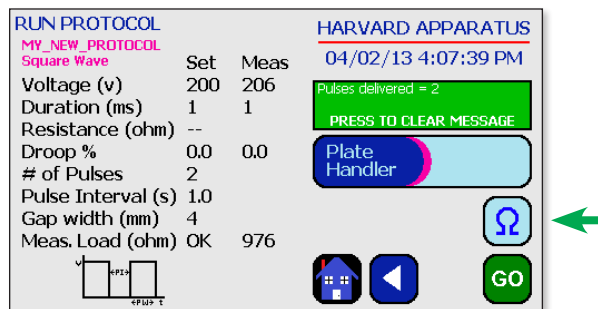 RUN PROTOCOL
MY_NEW_PROTOCOL
Square Wave Set Meas
Voltage (v) 200 206
Duration (ms) 1 1
Resistance (ohm) --
Droop % 0.0 0.0
# of Pulses 2
Pulse Interval (s) 1.0
Gap width (mm) 4
Meas. Load (ohm) OK 976
V
←PI→
←PW→ t
HARVARD APPARATUS
04/02/13 4:07:39 PM
Pulses delivered = 2
PRESS TO CLEAR MESSAGE
Plate
Handler
Ω
GO